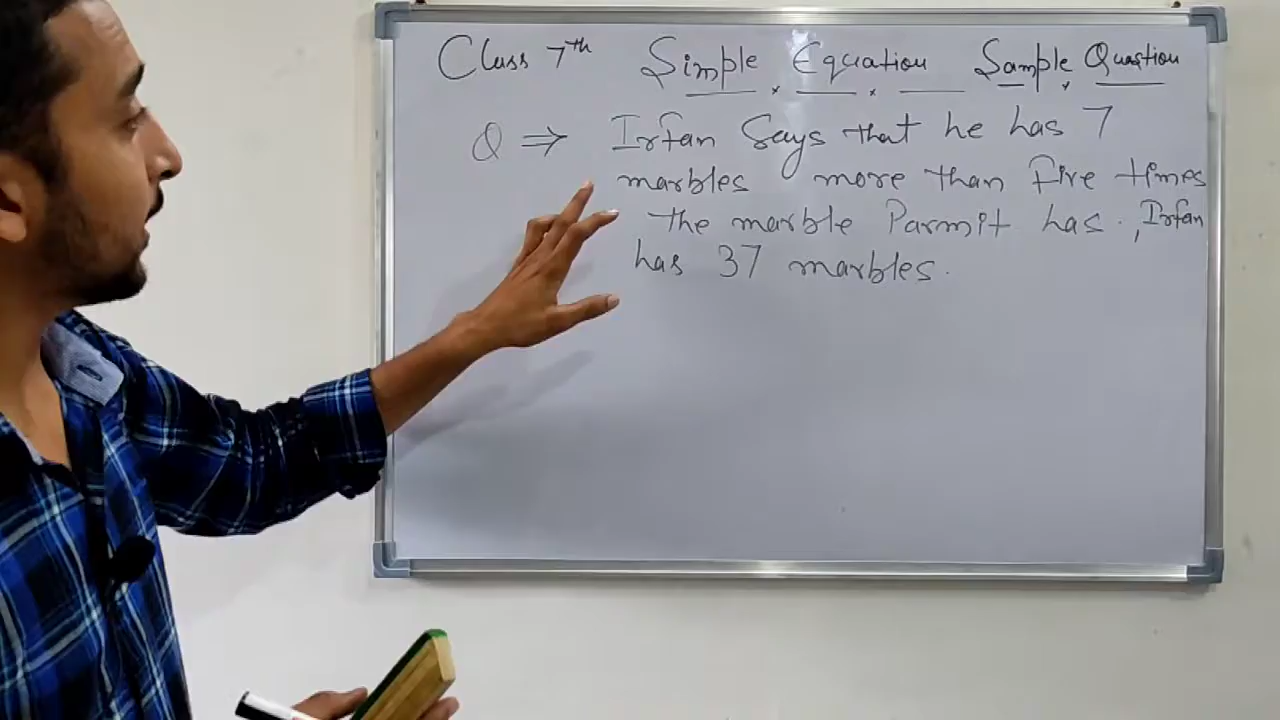 Class 7th Simple Equation Sample Quastion
Q ⇒ Irfan Says that he has 7
marbles more than five times
the marble Parmit has. , Irfan
has 37 marbles.